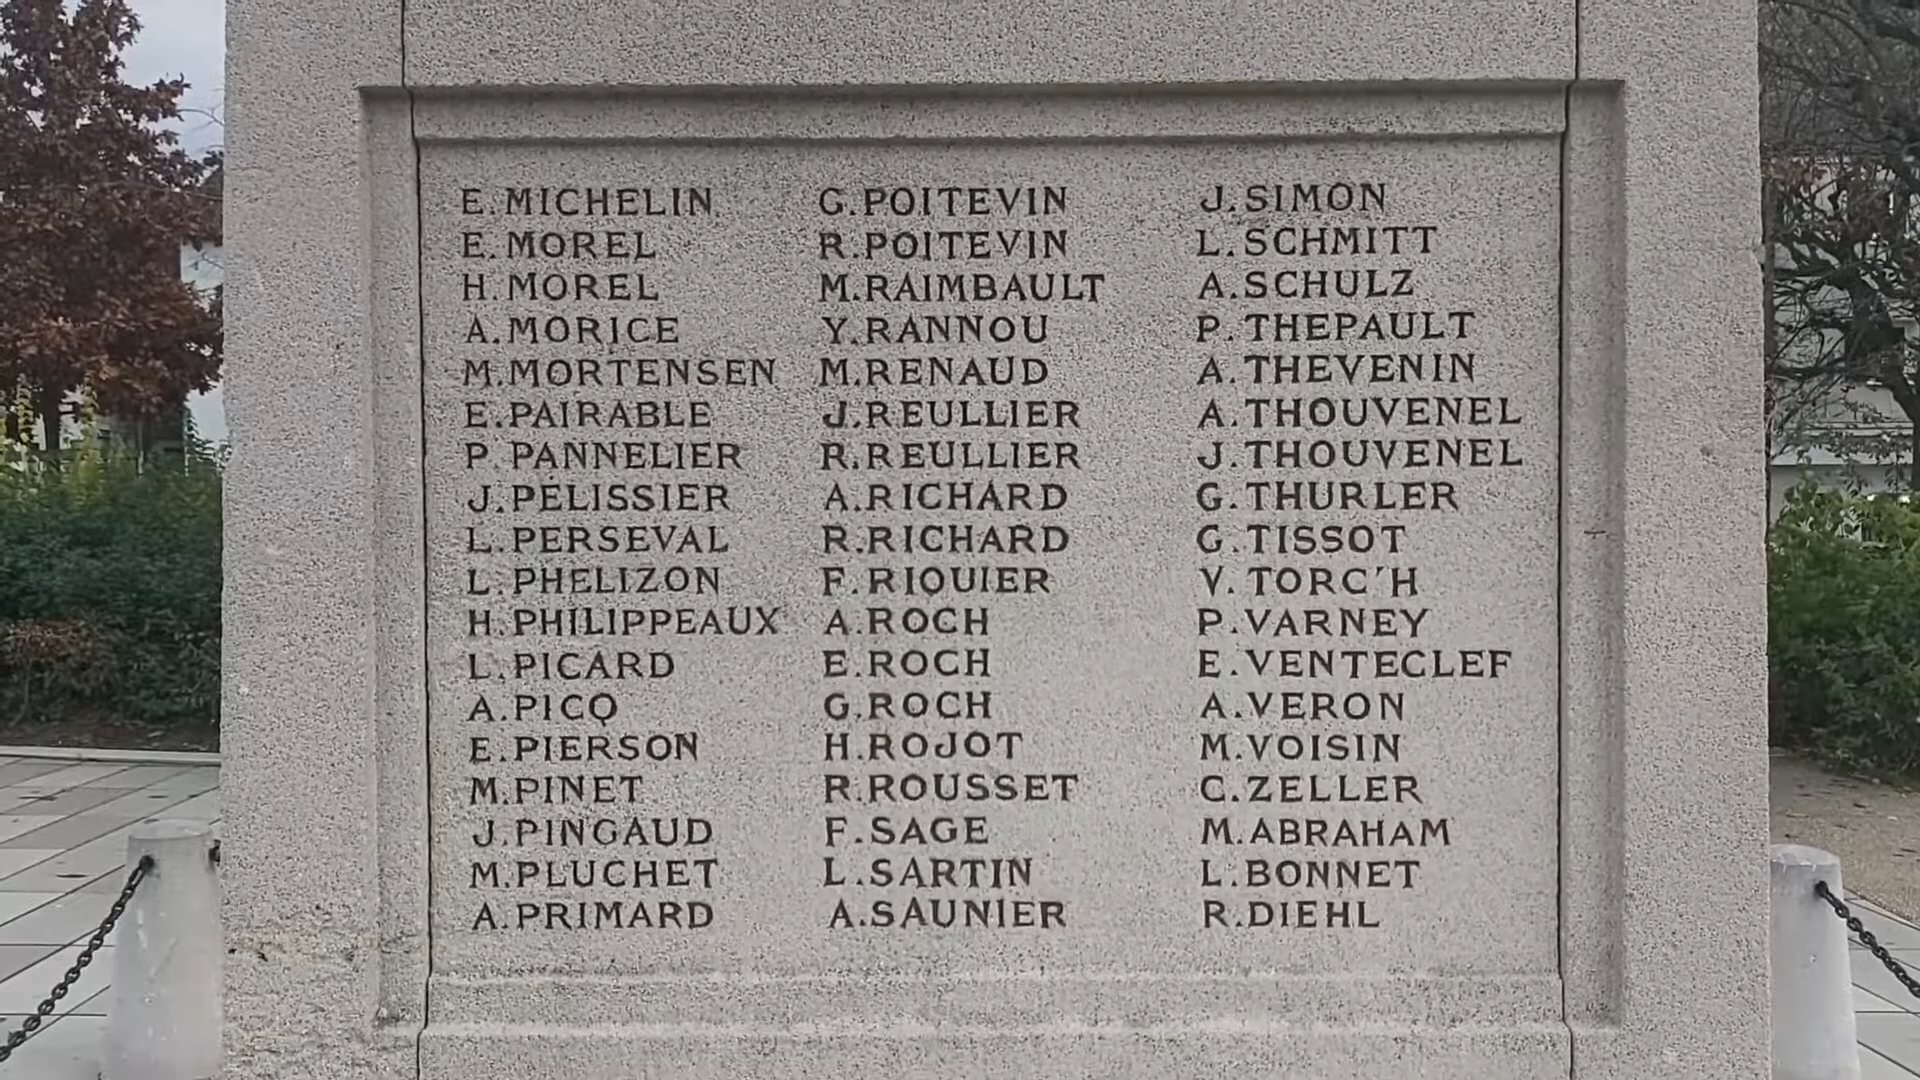 E. MICHELIN
E. MOREL
H. MOREL
A. MORICE
M. MORTENSEN
E. PAIRABLE
P. PANNELIER
J. PÉLISSIER
L. PERSEVAL
L. PHELIZON
H. PHILIPPEAUX
L. PICARD
A. PICQ
E. PIERSON
M. PINET
J. PINGAUD
M. PLUCHET
A. PRIMARD
G. POITEVIN
R. POITEVIN
M. RAIMBAULT
Y. RANNOU
M. RENAUD
J. REULLIER
R. REULLIER
A. RICHARD
R. RICHARD
F. RIQUIER
A. ROCH
E. ROCH
G. ROCH
H. ROJOT
R. ROUSSET
F. SAGE
L. SARTIN
A. SAUNIER
J. SIMON
L. SCHMITT
A. SCHULZ
P. THEPAULT
A. THEVENIN
A. THOUVENEL
J. THOUVENEL
G. THURLER
G. TISSOT
V. TORC'H
P. VARNEY
E. VENTECLEF
A. VERON
M. VOISIN
C. ZELLER
M. ABRAHAM
L. BONNET
R. DIEHL